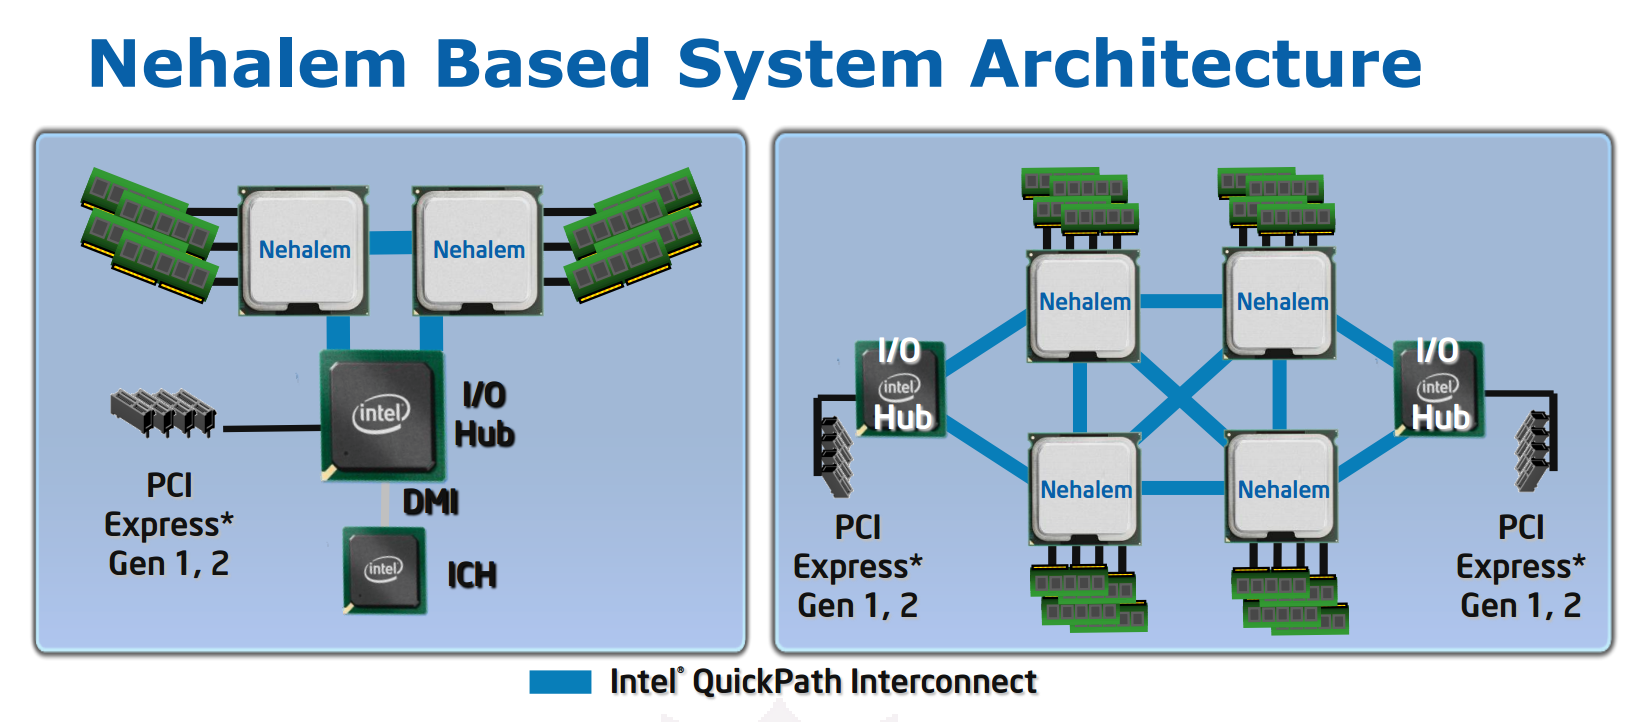 Nehalem Based System Architecture
Nehalem
Nehalem
intel
I/O
Hub
PCI
Express*
Gen 1, 2
DMI
intel
ICH
Nehalem
Nehalem
I/O
intel
Hub
I/O
intel
Hub
Nehalem
Nehalem
PCI
Express*
Gen 1, 2
PCI
Express*
Gen 1, 2
Intel® QuickPath Interconnect